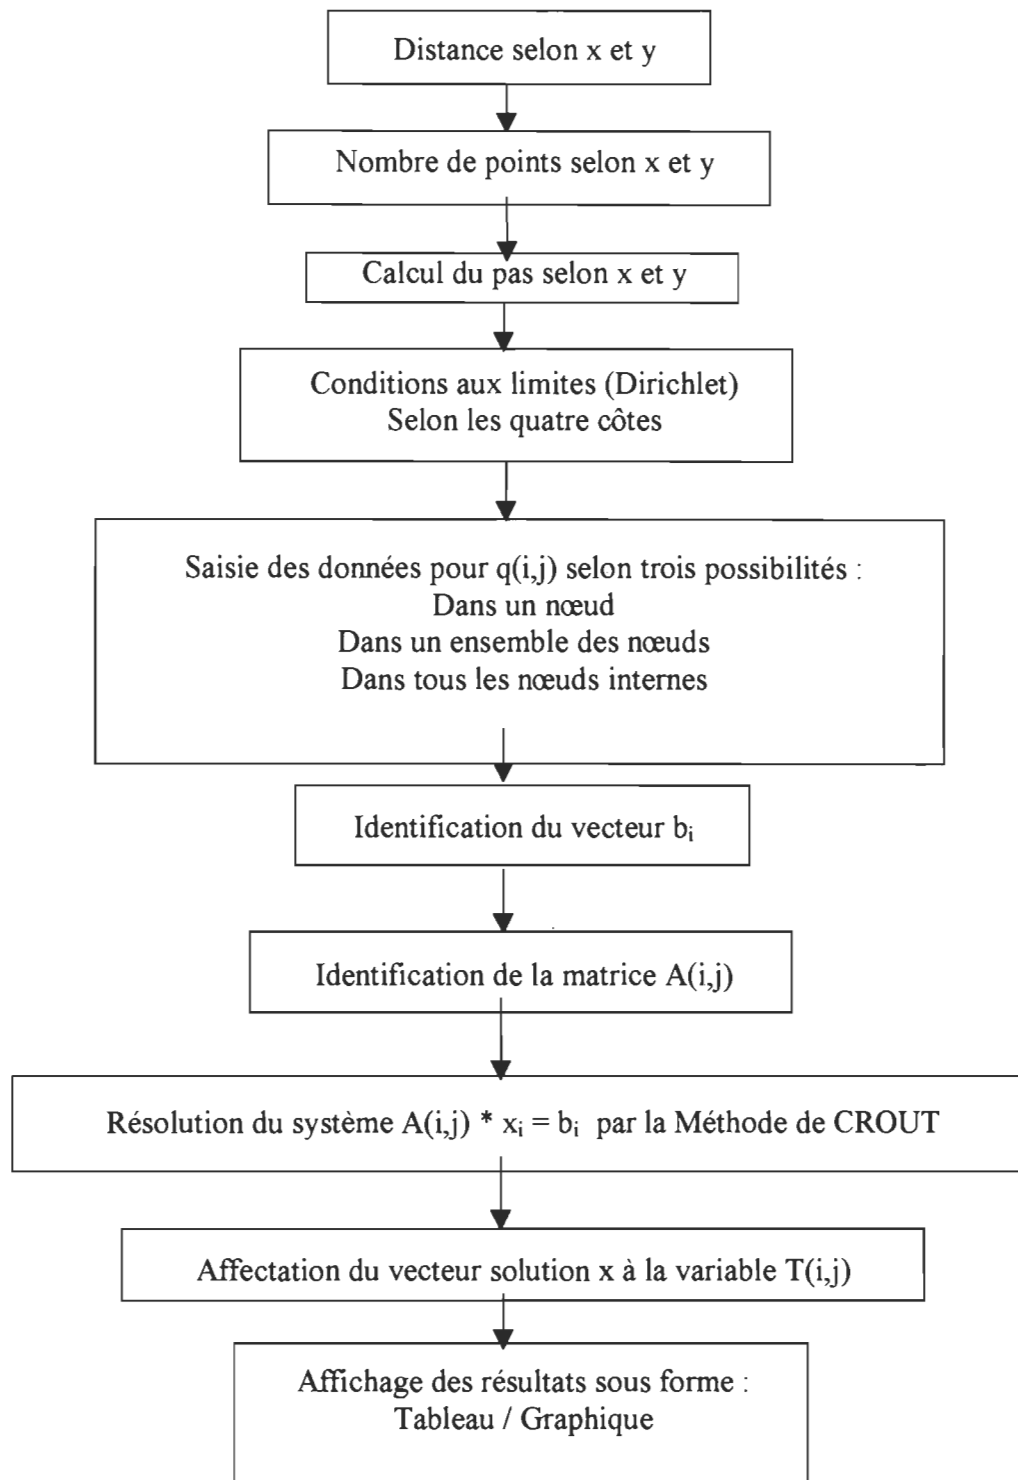 Distance selon x et y
Nombre de points selon x et y
Calcul du pas selon x et y
Conditions aux limites (Dirichlet)
Selon les quatre côtes
Saisie des données pour q(i,j) selon trois possibilités :
Dans un nœud
Dans un ensemble des nœuds
Dans tous les nœuds internes
Identification du vecteur bᵢ
Identification de la matrice A(i,j)
Résolution du système A(i,j) * xᵢ = bᵢ par la Méthode de CROUT
Affectation du vecteur solution x à la variable T(i,j)
Affichage des résultats sous forme :
Tableau / Graphique